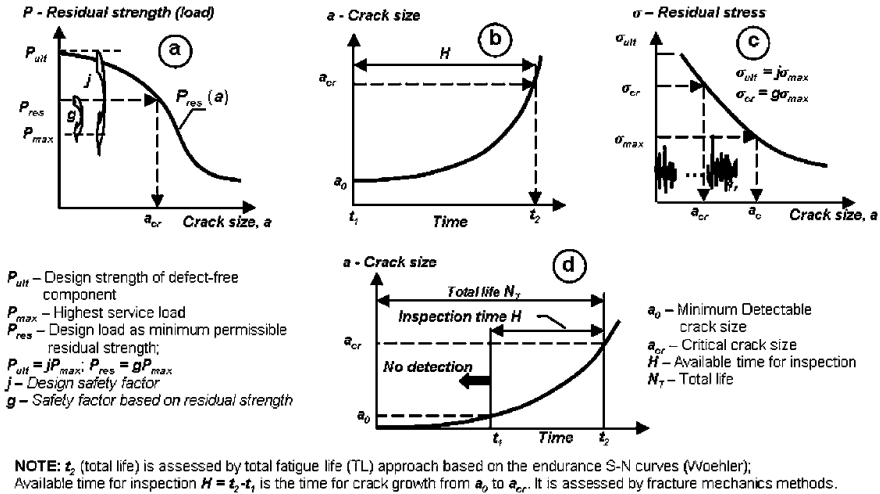 P - Residual strength (load)
a
P_ult
j
P_res (a)
P_res
g
P_max
a_cr
Crack size, a
a - Crack size
b
H
a_cr
a_0
t_1
Time
t_2
σ – Residual stress
c
σ_ult
σ_ult = jσ_max
σ_cr = gσ_max
σ_cr
σ_max
...
a_cr
a_c
Crack size, a
P_ult – Design strength of defect-free
component
P_max – Highest service load
P_res – Design load as minimum permissible
residual strength;
P_ult = jP_max; P_res = gP_max
j – Design safety factor
g – Safety factor based on residual strength
a - Crack size
d
Total life N_T
Inspection time H
a_cr
No detection
a_0
t_1
Time
t_2
a_0 – Minimum Detectable
crack size
a_cr – Critical crack size
H – Available time for inspection
N_T – Total life
NOTE: t_2 (total life) is assessed by total fatigue life (TL) approach based on the endurance S-N curves (Woehler);
Available time for inspection H = t_2-t_1 is the time for crack growth from a_0 to a_cr. It is assessed by fracture mechanics methods.